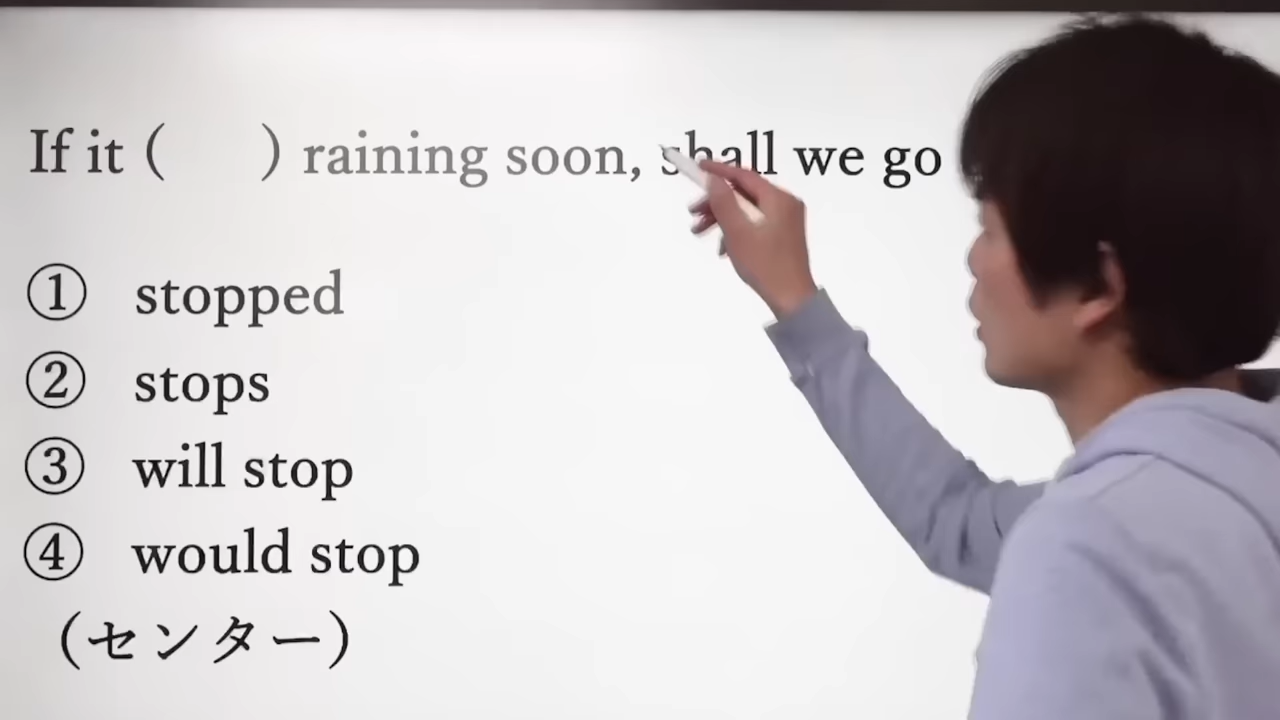 If it (　　) raining soon, shall we go
① stopped
② stops
③ will stop
④ would stop
(センター)